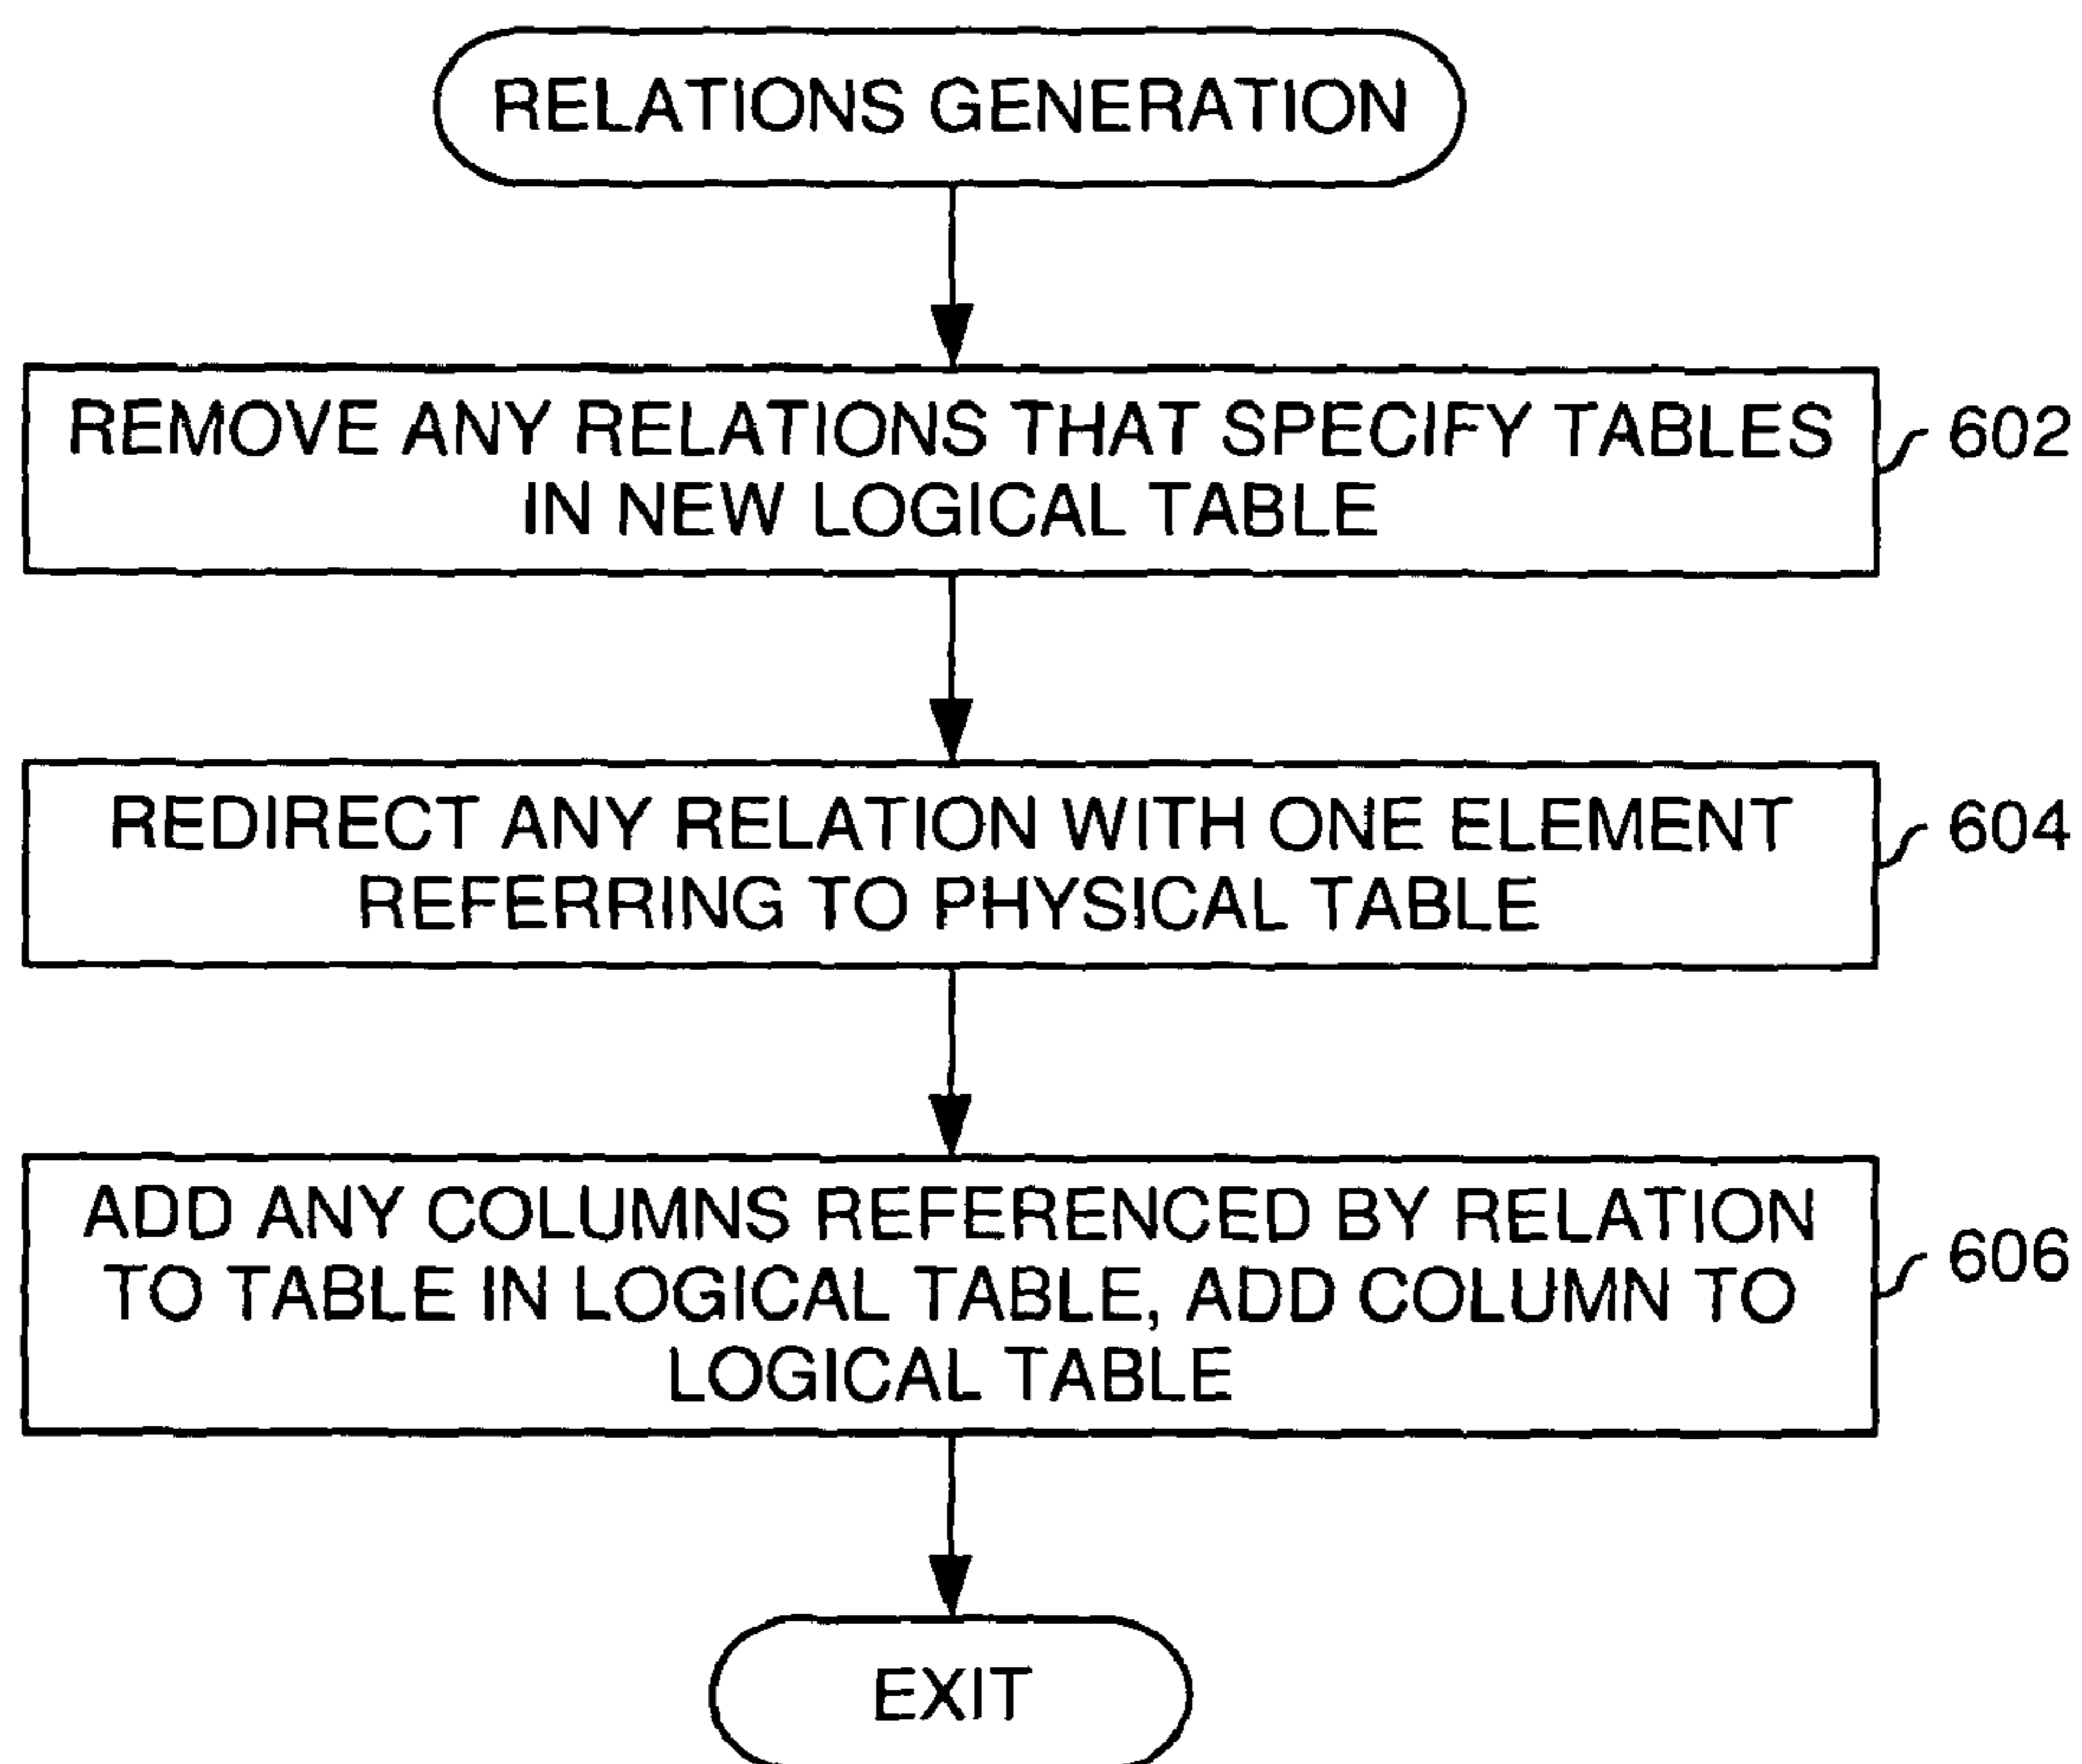 RELATIONS GENERATION
REMOVE ANY RELATIONS THAT SPECIFY TABLES
IN NEW LOGICAL TABLE
602
REDIRECT ANY RELATION WITH ONE ELEMENT
REFERRING TO PHYSICAL TABLE
604
ADD ANY COLUMNS REFERENCED BY RELATION
TO TABLE IN LOGICAL TABLE, ADD COLUMN TO
LOGICAL TABLE
606
EXIT